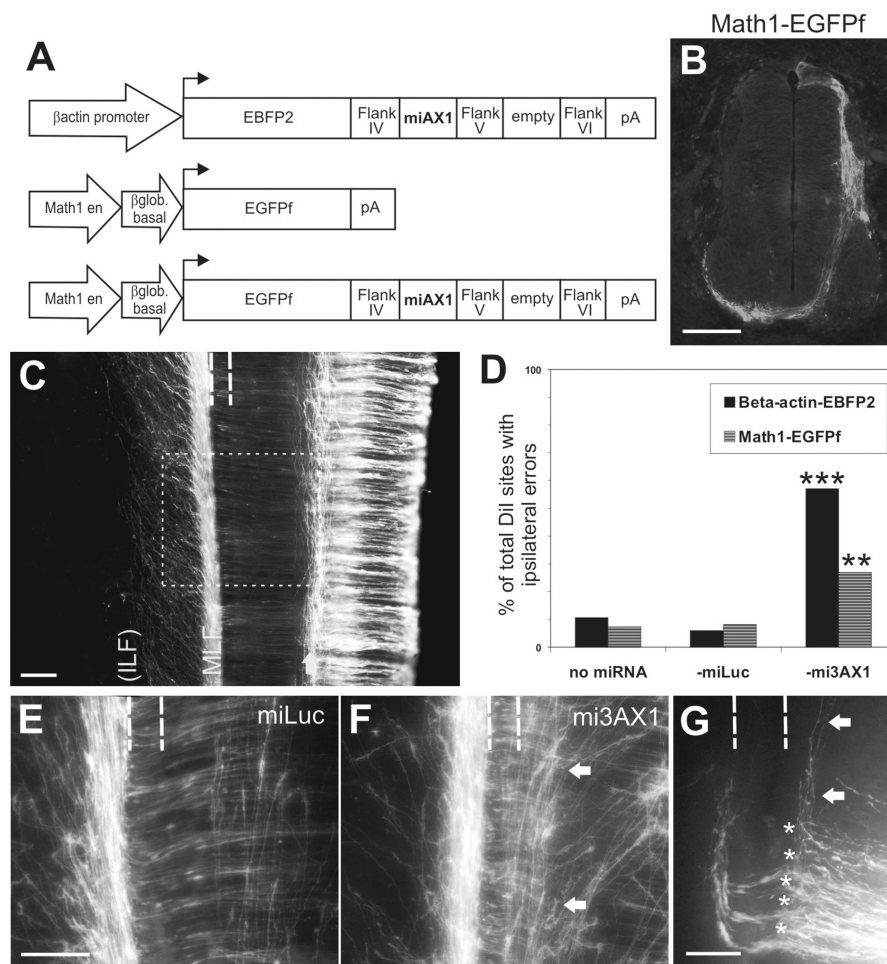 Math1-EGPFf
A
B
βactin promoter
EBFP2
Flank
IV
miAX1
Flank
V
empty
Flank
VI
pA
Math1 en
βglob.
basal
EGFPf
pA
Math1 en
βglob.
basal
EGFPf
Flank
IV
miAX1
Flank
V
empty
Flank
VI
pA
C
(ILF)
MLF
D
100
0
% of total DiI sites with
ipsilateral errors
Beta-actin-EBFP2
Math1-EGFPf
***
**
no miRNA
-miLuc
-mi3AX1
E
miLuc
F
mi3AX1
G
*
*
*
*
*